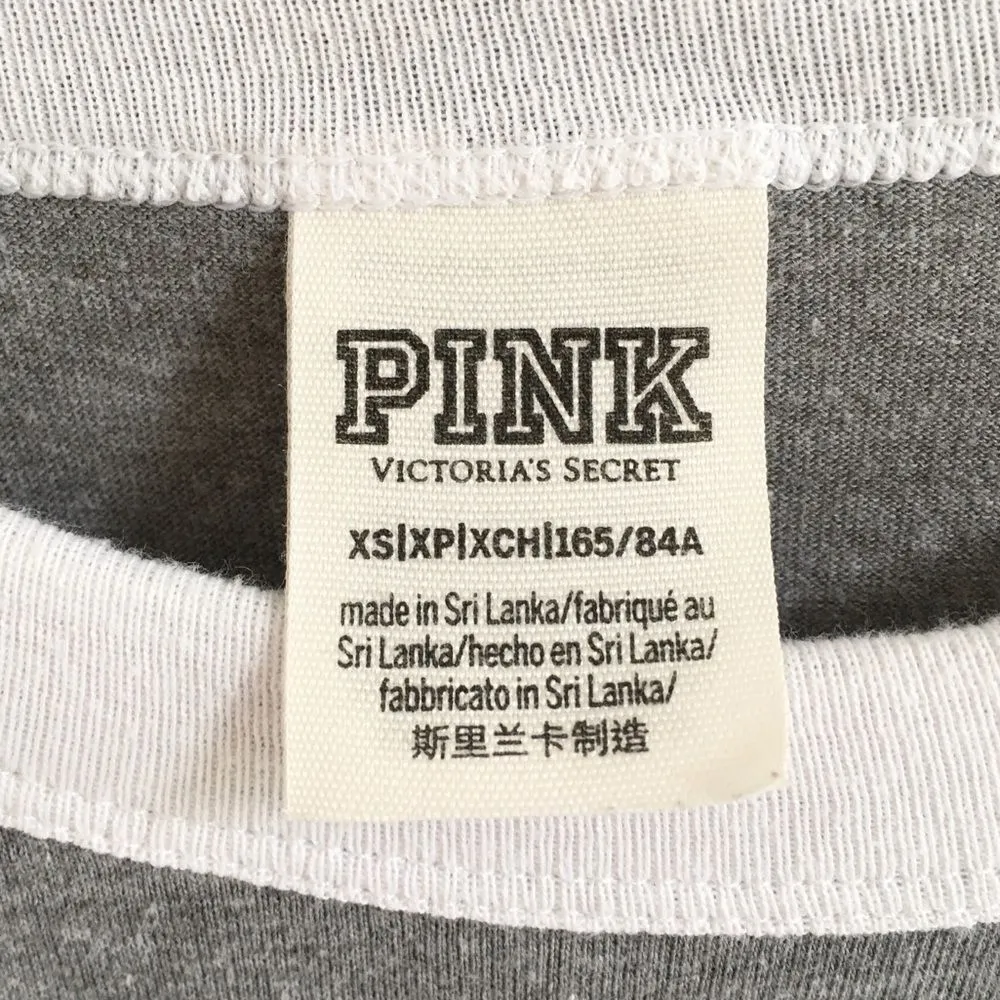 PINK
VICTORIA'S SECRET
XS|XP|XCH|165/84A
made in Sri Lanka/fabriqué au
Sri Lanka/hecho en Sri Lanka/
fabbricato in Sri Lanka/
斯里兰卡制造